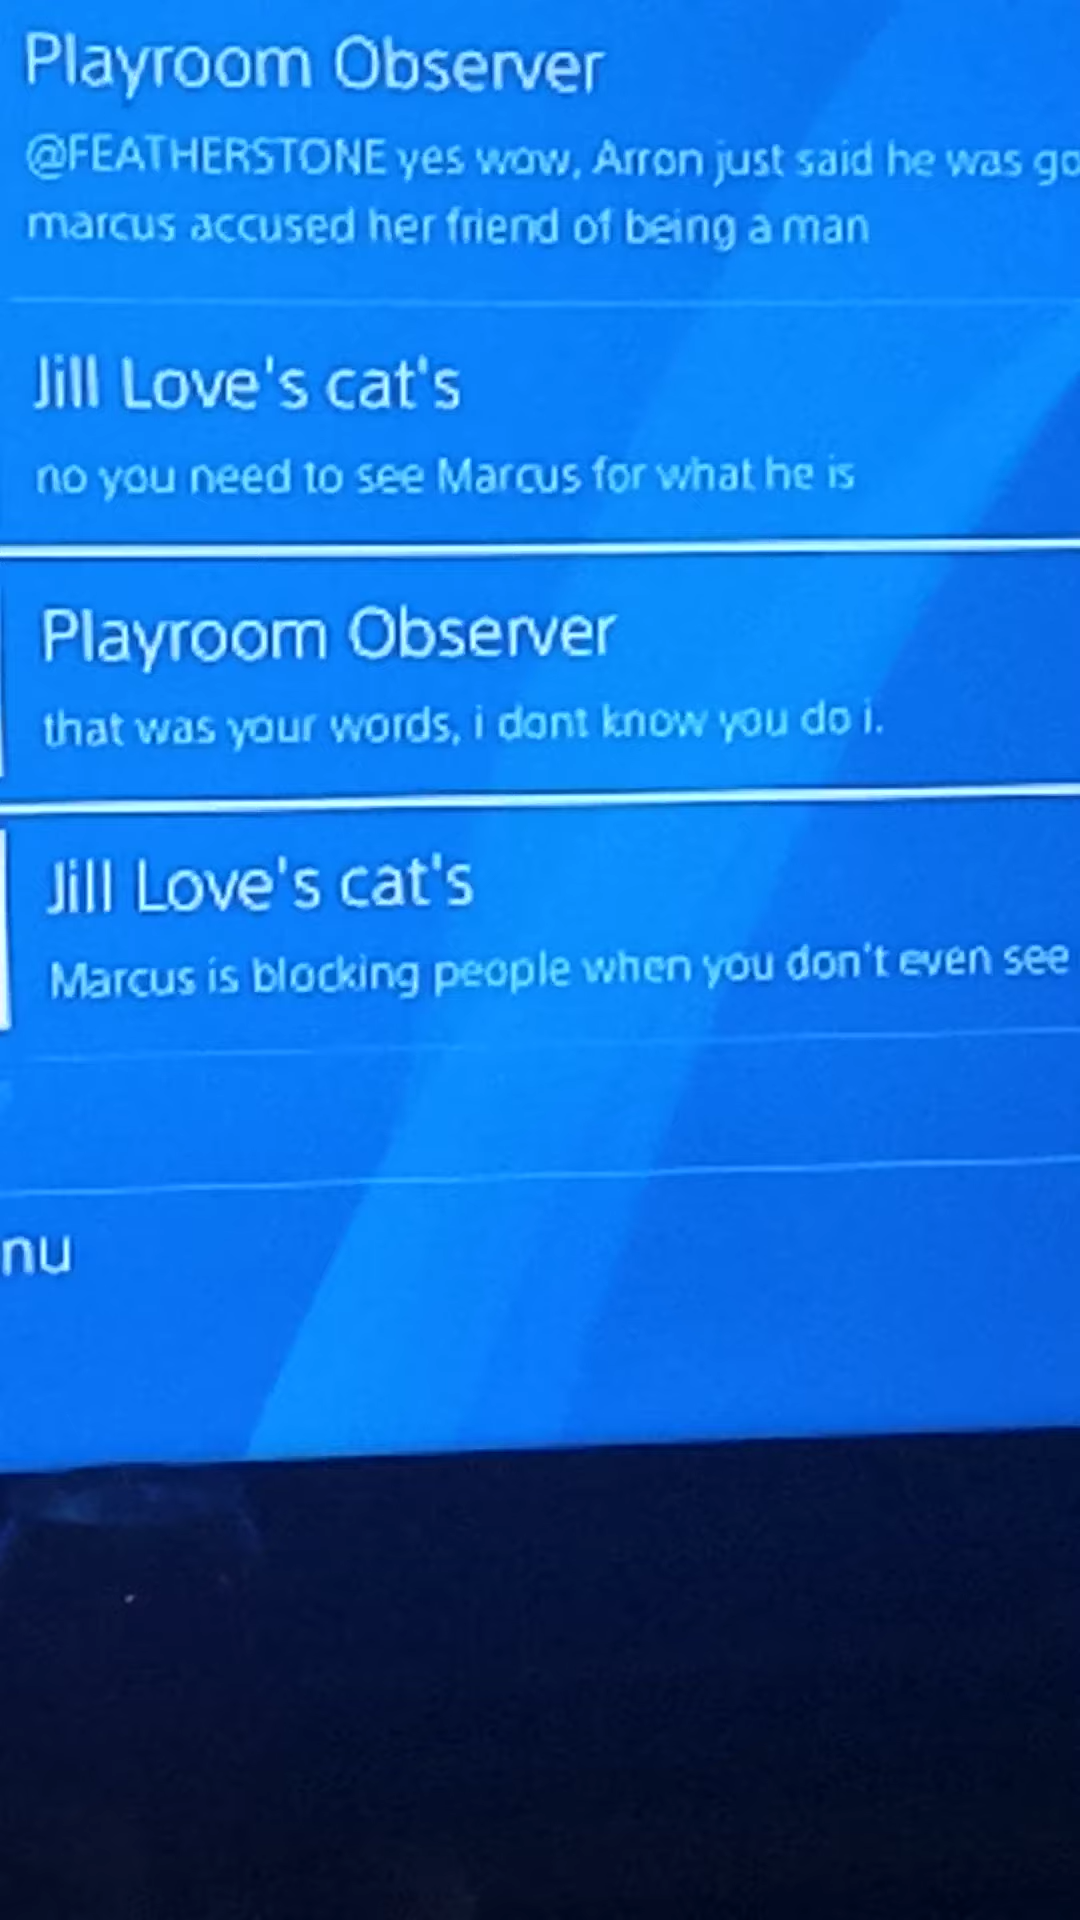 Playroom Observer
@FEATHERSTONE yes wow, Arron just said he was go
marcus accused her friend of being a man
Jill Love's cat's
no you need to see Marcus for what he is
Playroom Observer
that was your words, i dont know you do i.
Jill Love's cat's
Marcus is blocking people when you don't even see
nu